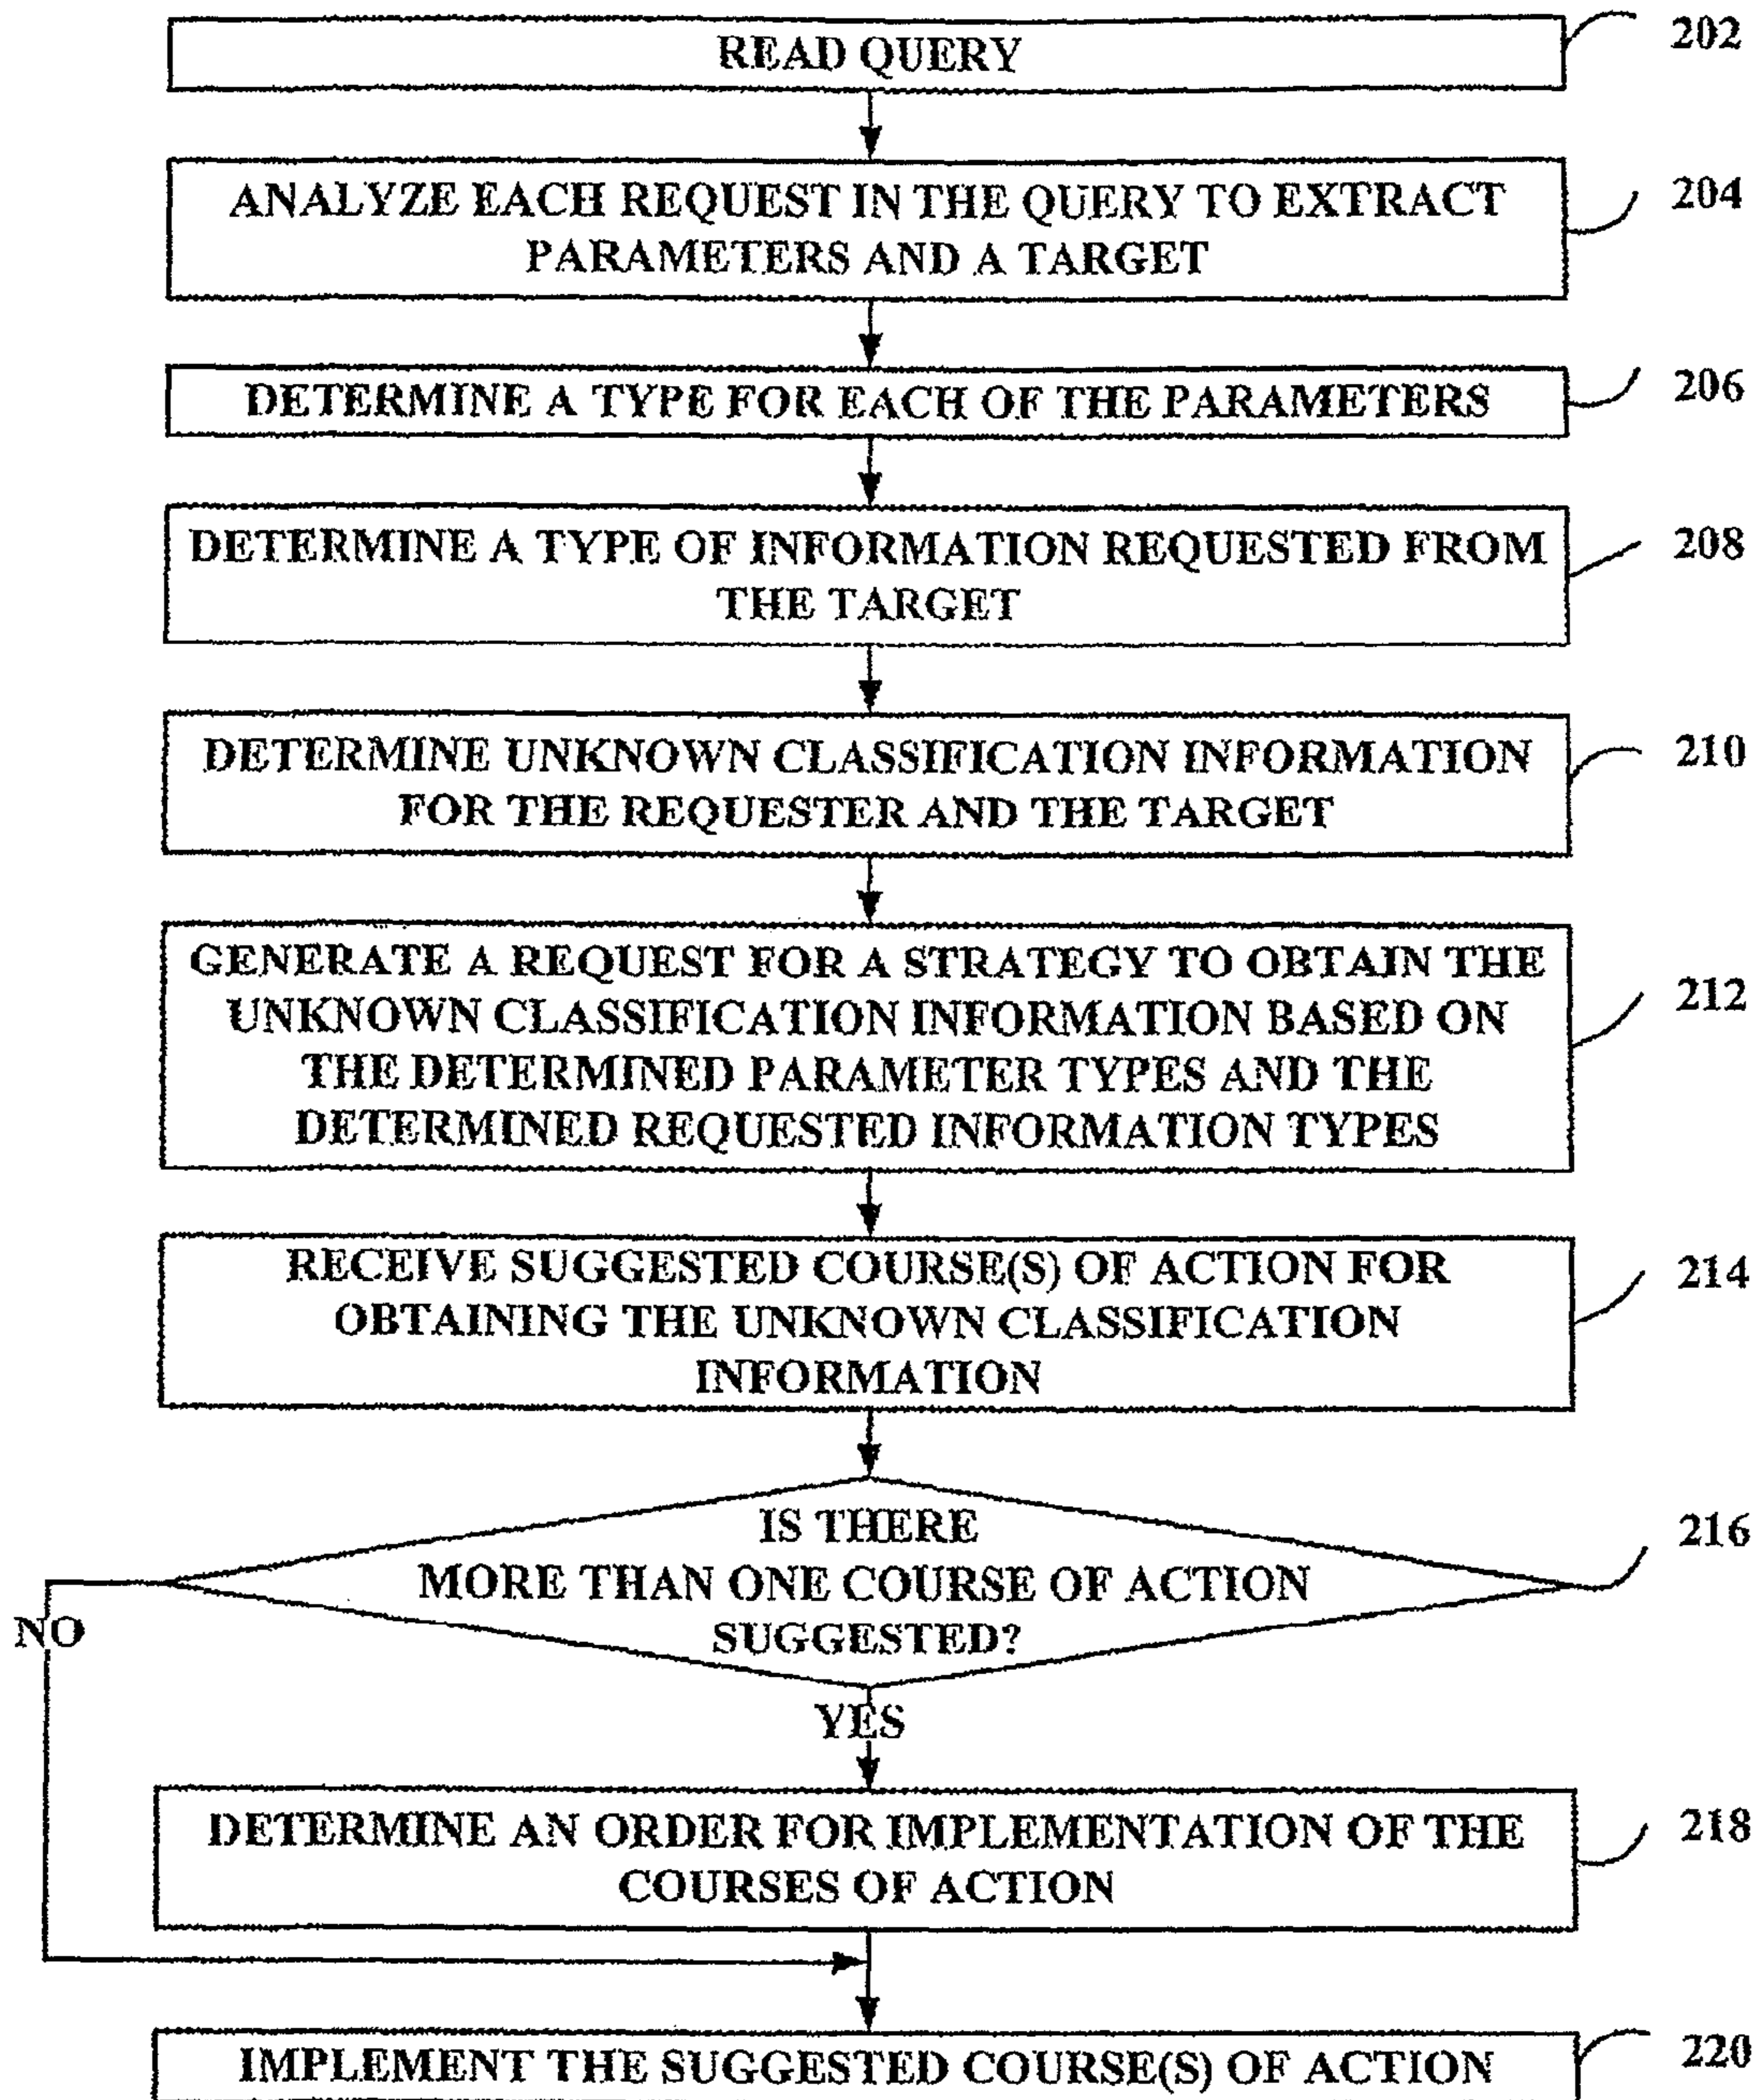 READ QUERY
202
ANALYZE EACH REQUEST IN THE QUERY TO EXTRACT
PARAMETERS AND A TARGET
204
DETERMINE A TYPE FOR EACH OF THE PARAMETERS
206
DETERMINE A TYPE OF INFORMATION REQUESTED FROM
THE TARGET
208
DETERMINE UNKNOWN CLASSIFICATION INFORMATION
FOR THE REQUESTER AND THE TARGET
210
GENERATE A REQUEST FOR A STRATEGY TO OBTAIN THE
UNKNOWN CLASSIFICATION INFORMATION BASED ON
THE DETERMINED PARAMETER TYPES AND THE
DETERMINED REQUESTED INFORMATION TYPES
212
RECEIVE SUGGESTED COURSE(S) OF ACTION FOR
OBTAINING THE UNKNOWN CLASSIFICATION
INFORMATION
214
IS THERE
MORE THAN ONE COURSE OF ACTION
SUGGESTED?
216
NO
YES
DETERMINE AN ORDER FOR IMPLEMENTATION OF THE
COURSES OF ACTION
218
IMPLEMENT THE SUGGESTED COURSE(S) OF ACTION
220